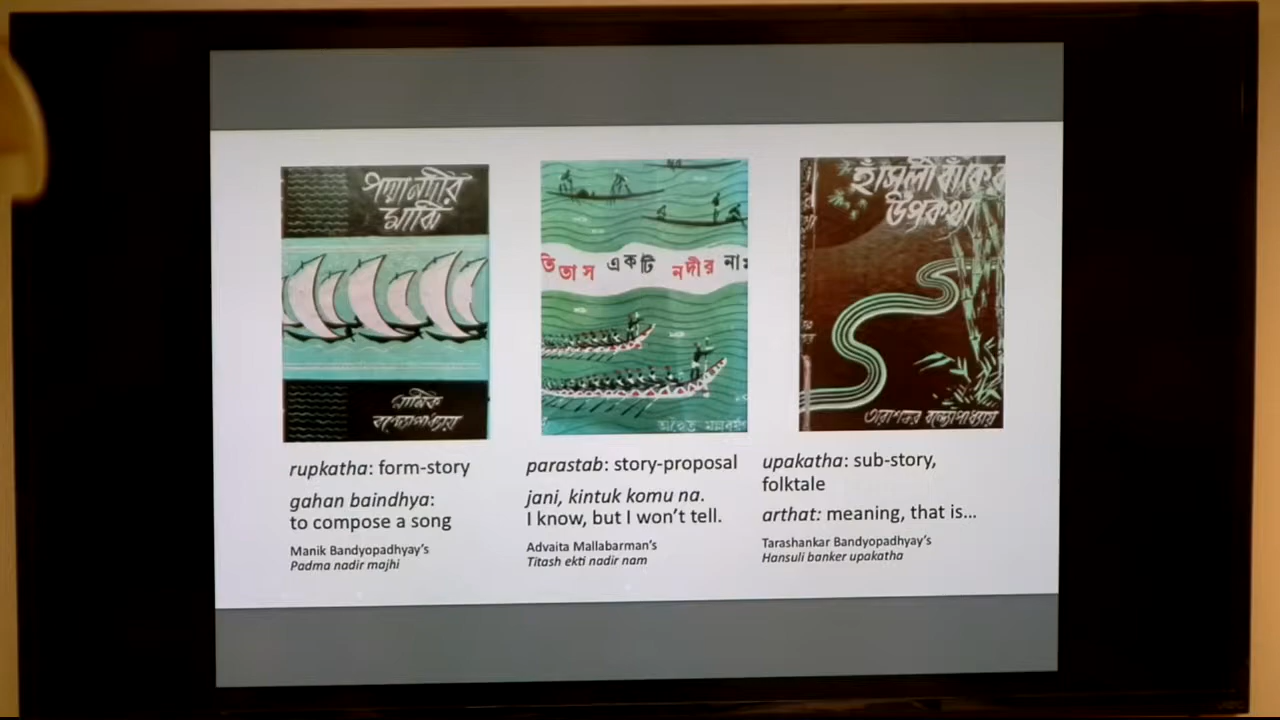 পদ্মানদীর
মাঝি
মানিক
বন্দ্যোপাধ্যায়
rupkatha: form-story
gahan baindhya:
to compose a song
Manik Bandyopadhyay's
Padma nadir majhi
তিতাস একটি নদীর নাম
অদ্বৈত মল্লবর্মণ
parastab: story-proposal
jani, kintuk komu na.
I know, but I won't tell.
Advaita Mallabarman's
Titash ekti nadir nam
হাঁসুলী বাঁকের
উপকথা
তারাশঙ্কর বন্দ্যোপাধ্যায়
upakatha: sub-story,
folktale
arthat: meaning, that is…
Tarashankar Bandyopadhyay's
Hansuli banker upakatha